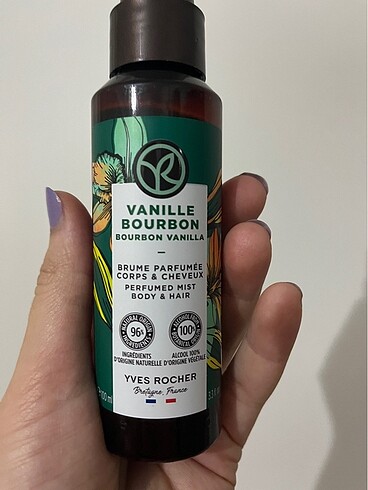 VANILLE
BOURBON
BOURBON VANILLA
BRUME PARFUMÉE
CORPS & CHEVEUX
PERFUMED MIST
BODY & HAIR
96%
100%
INGRÉDIENTS
D'ORIGINE NATURELLE
ALCOOL 100%
D'ORIGINE VÉGÉTALE
YVES ROCHER
Bretagne, France